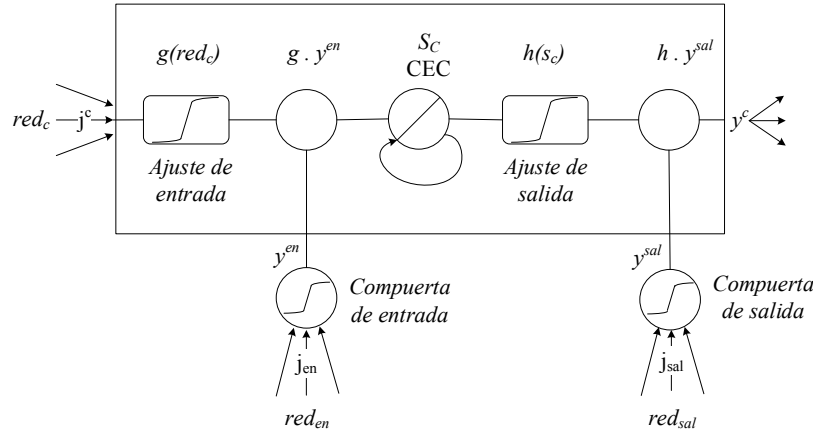 g(red_c)
g . y^en
S_C
CEC
h(s_c)
h . y^sal
red_c
j^c
y^c
Ajuste de
entrada
Ajuste de
salida
y^en
y^sal
Compuerta
de entrada
Compuerta
de salida
j_en
j_sal
red_en
red_sal